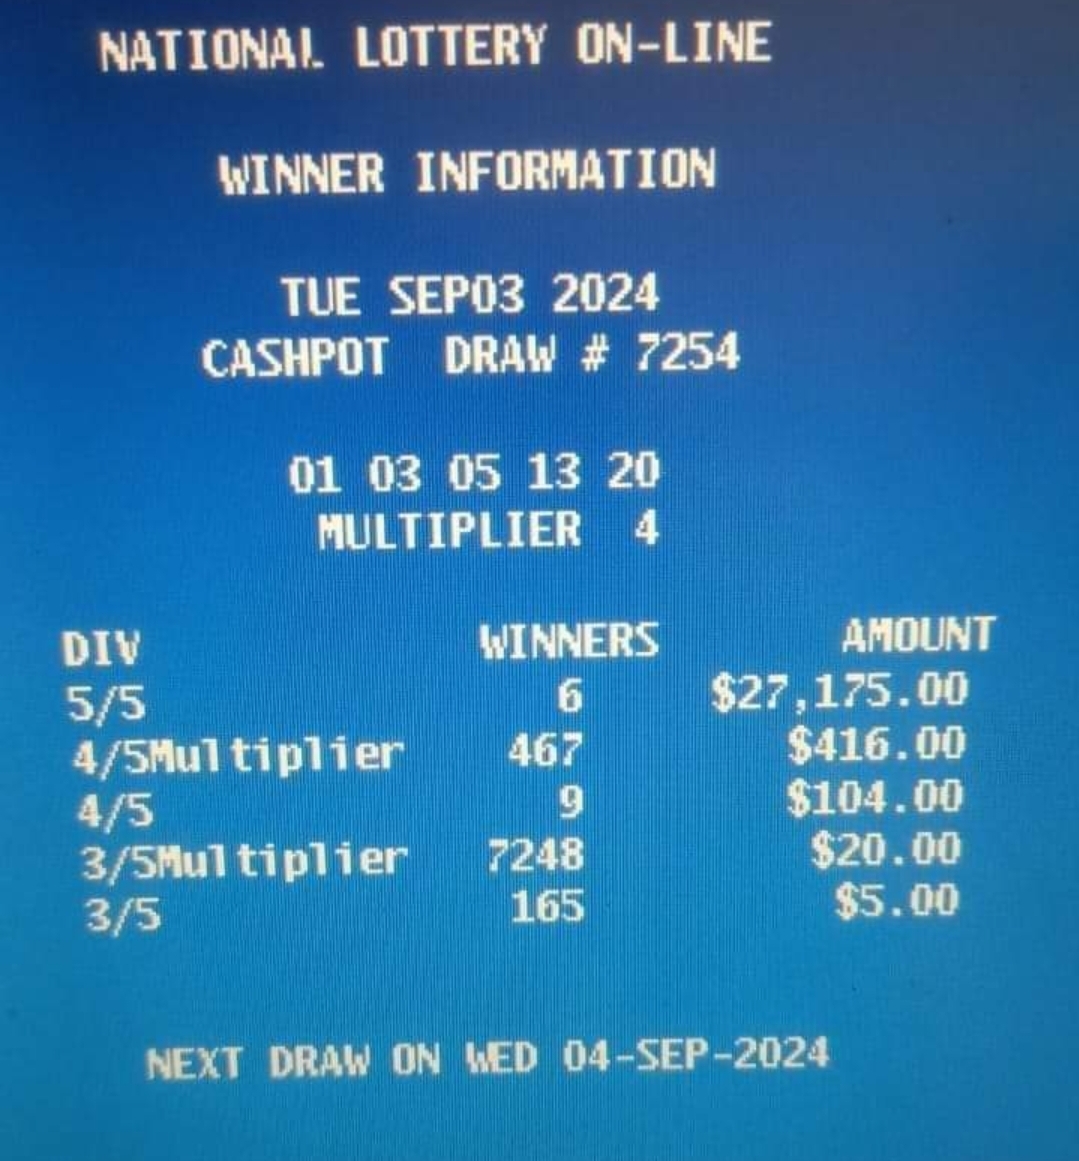 NATIONAL LOTTERY ON-LINE
WINNER INFORMATION
TUE SEP03 2024
CASHPOT DRAW # 7254
01 03 05 13 20
MULTIPLIER 4
DIV WINNERS AMOUNT
5/5 6 $27,175.00
4/5Multiplier 467 $416.00
4/5 9 $104.00
3/5Multiplier 7248 $20.00
3/5 165 $5.00
NEXT DRAW ON WED 04-SEP-2024